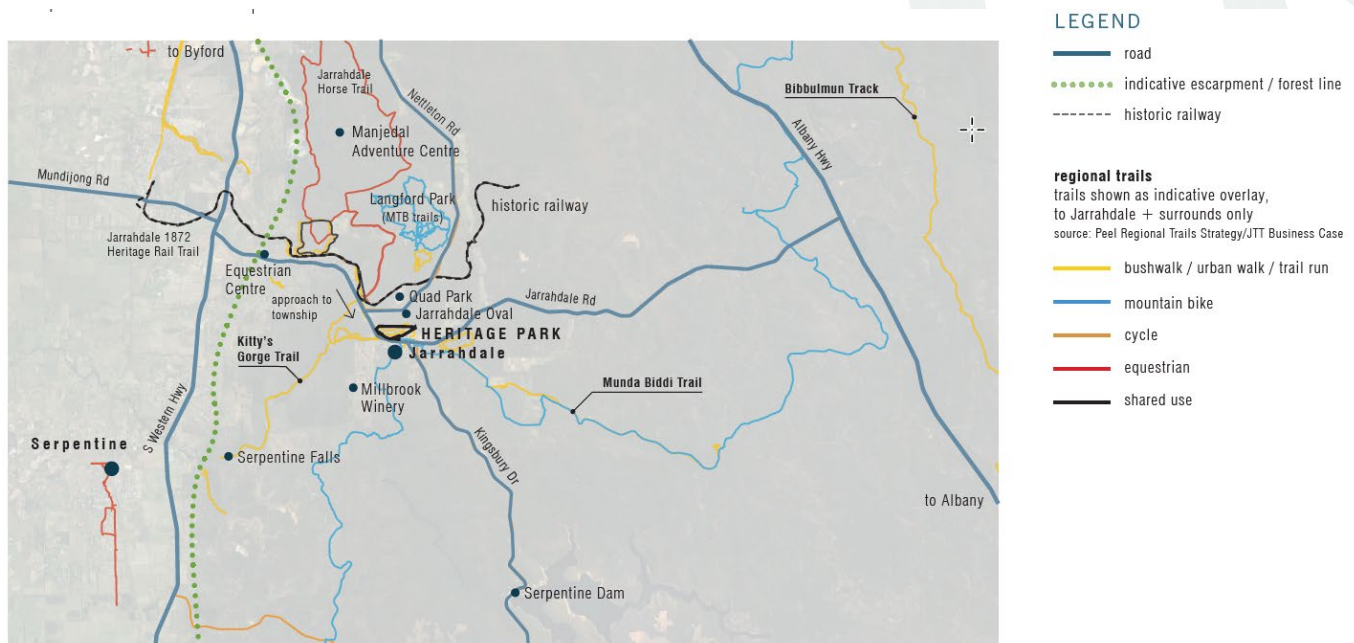 to Byford
Jarrahdale
Horse Trail
Nettleton Rd
Manjedal
Adventure Centre
Bibbulmun Track
Albany Hwy
Mundijong Rd
Langford Park
(MTB trails)
historic railway
Jarrahdale 1872
Heritage Rail Trail
Equestrian
Centre
approach to
township
Quad Park
Jarrahdale Oval
Jarrahdale Rd
HERITAGE PARK
Jarrahdale
Kitty's
Gorge Trail
Millbrook
Winery
Munda Biddi Trail
S Western Hwy
Serpentine
Serpentine Falls
Kingsbury Dr
to Albany
Serpentine Dam
LEGEND
road
indicative escarpment / forest line
historic railway
regional trails
trails shown as indicative overlay,
to Jarrahdale + surrounds only
source: Peel Regional Trails Strategy/JTT Business Case
bushwalk / urban walk / trail run
mountain bike
cycle
equestrian
shared use